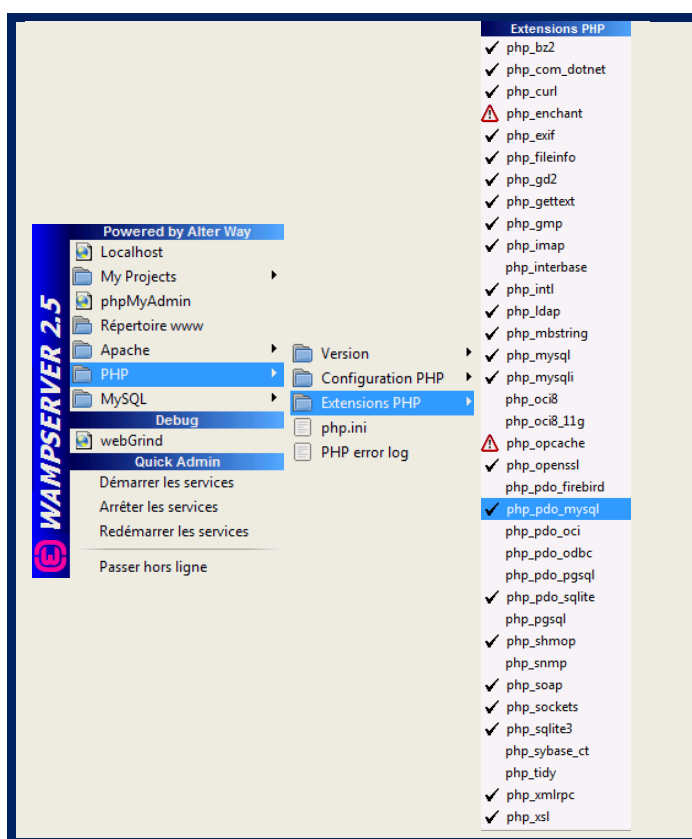 WAMPSERVER 2.5
Powered by Alter Way
Localhost
My Projects
phpMyAdmin
Répertoire www
Apache
PHP
MySQL
Debug
webGrind
Quick Admin
Démarrer les services
Arrêter les services
Redémarrer les services
Passer hors ligne
Version
Configuration PHP
Extensions PHP
php.ini
PHP error log
Extensions PHP
php_bz2
php_com_dotnet
php_curl
php_enchant
php_exif
php_fileinfo
php_gd2
php_gettext
php_gmp
php_imap
php_interbase
php_intl
php_ldap
php_mbstring
php_mysql
php_mysqli
php_oci8
php_oci8_11g
php_opcache
php_openssl
php_pdo_firebird
php_pdo_mysql
php_pdo_oci
php_pdo_odbc
php_pdo_pgsql
php_pdo_sqlite
php_pgsql
php_shmop
php_snmp
php_soap
php_sockets
php_sqlite3
php_sybase_ct
php_tidy
php_xmlrpc
php_xsl